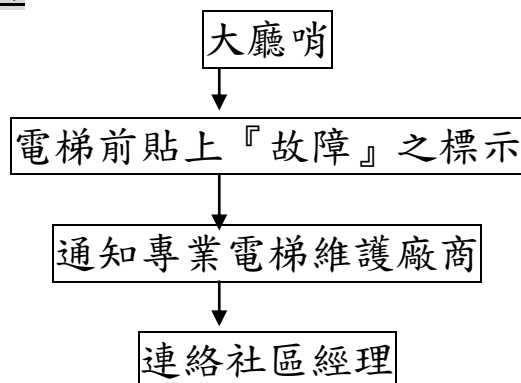 大廳哨
電梯前貼上『故障』之標示
通知專業電梯維護廠商
連絡社區經理